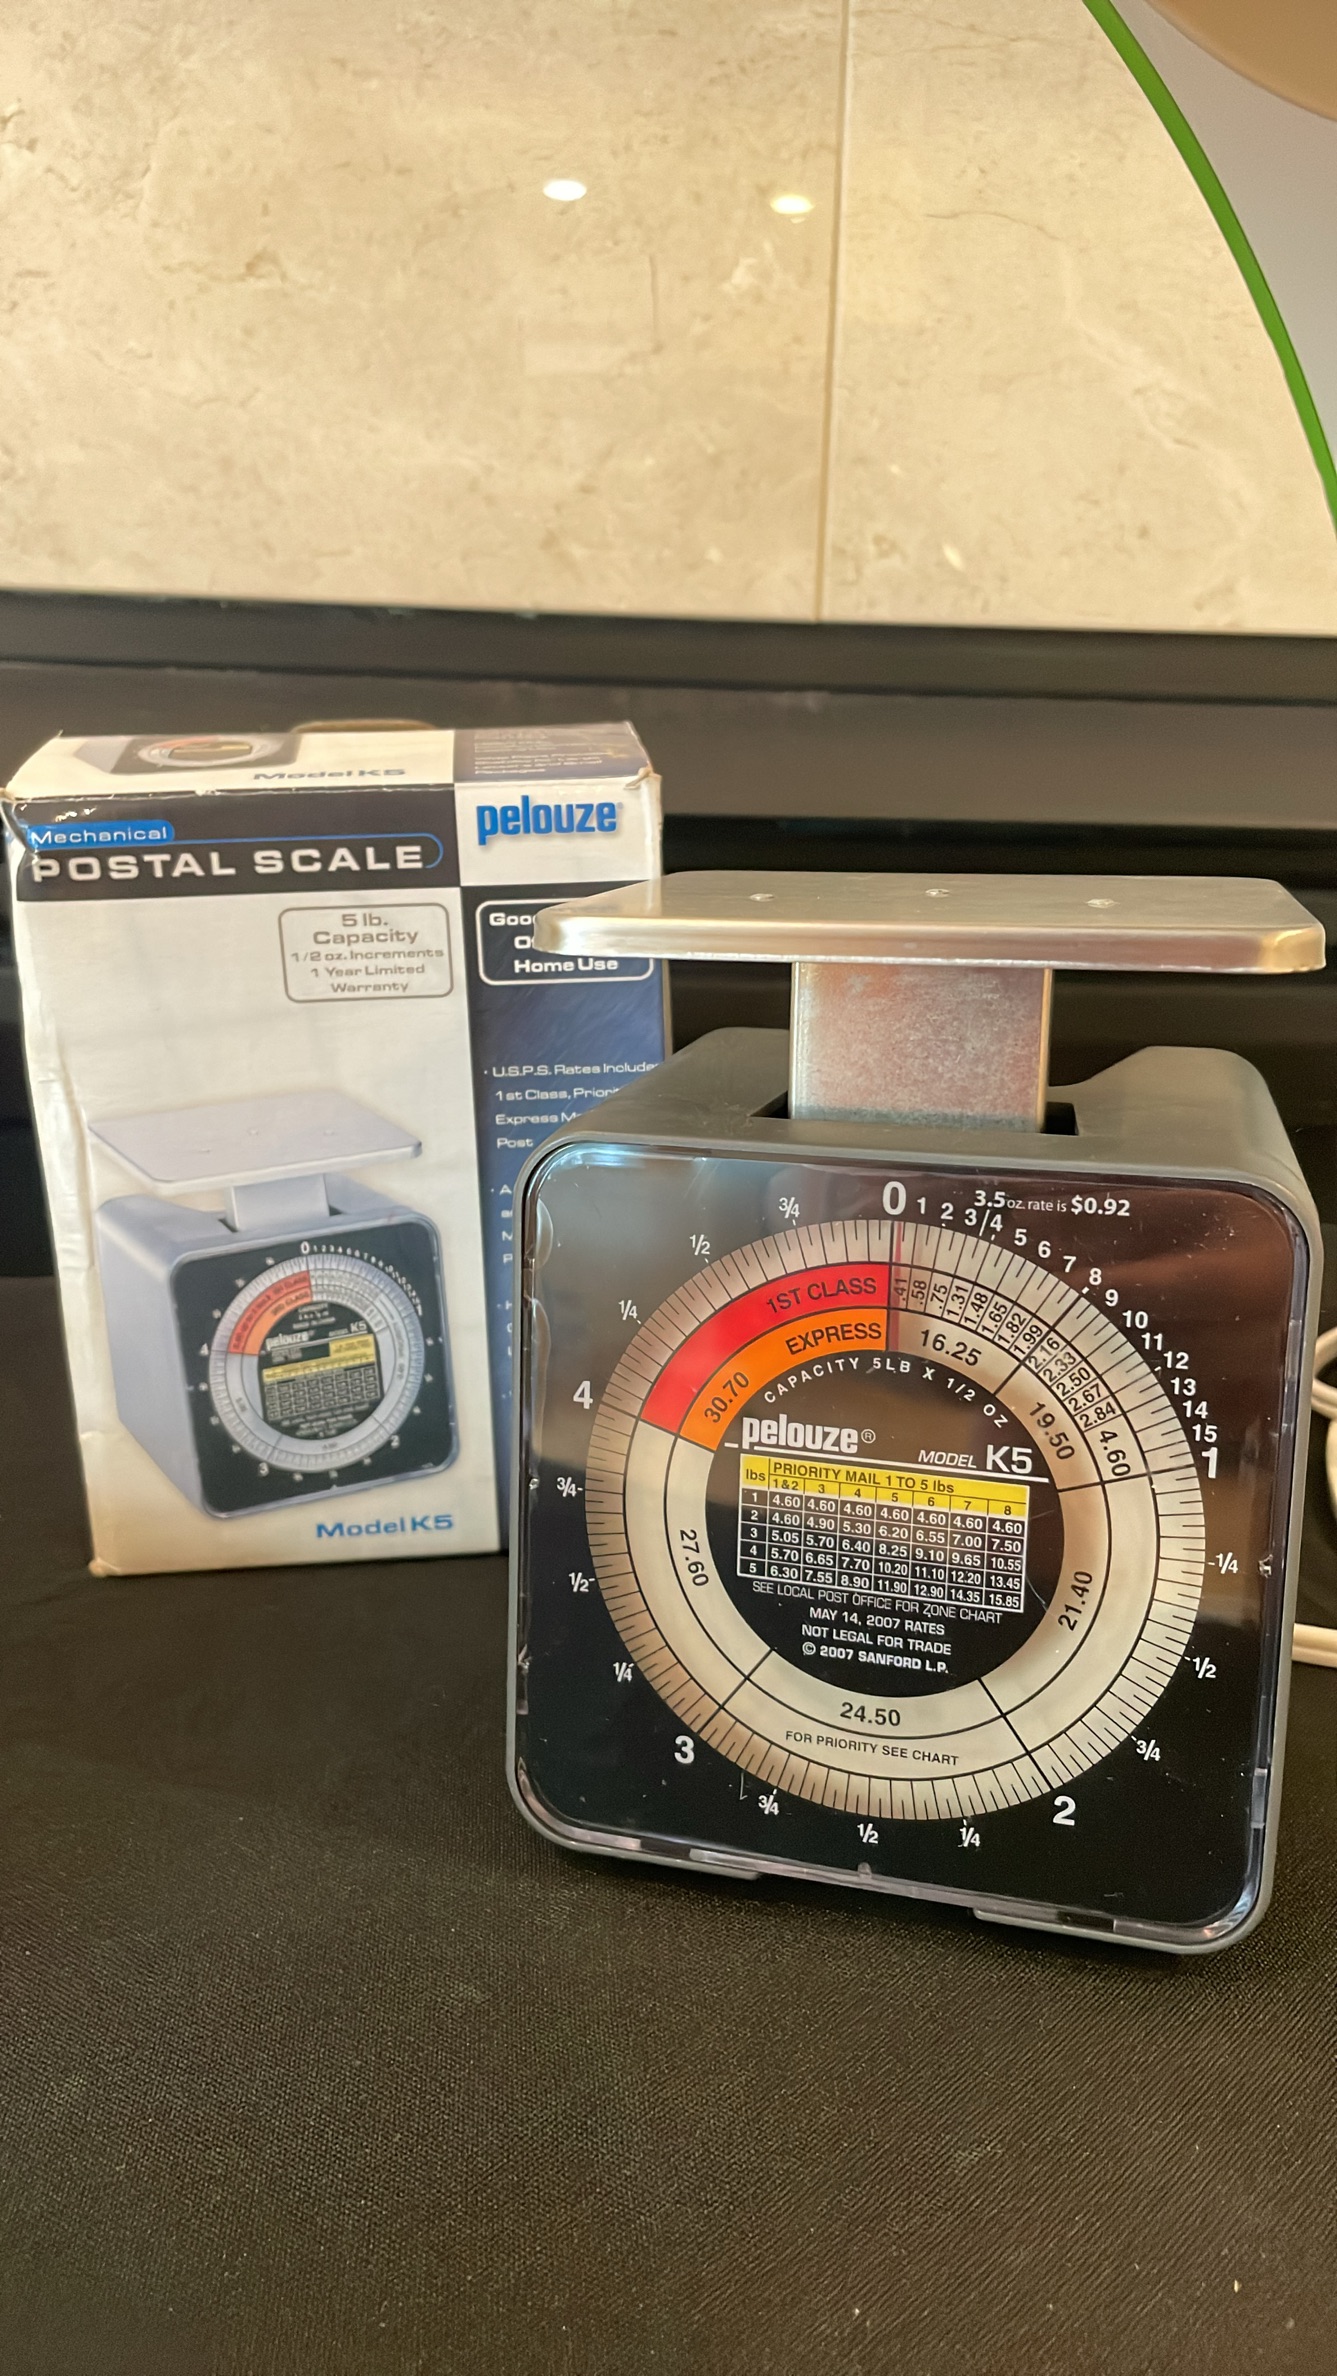 Model K5
Mechanical
POSTAL SCALE
pelouze
5 lb.
Capacity
1/2 oz. Increments
1 Year Limited
Warranty
Home Use
· U.S.P.S. Rates Include
1st Class,
Express
Post
0
4
pelouze
K5
3
2
Model K5
0 1 2 3 / 4 5 6 7 8 9 10 11 12 13 14 15 1
3.5 oz. rate is $0.92
1/4
1/2
3/4
2
1/4
1/2
3/4
3
1/4
1/2
3/4
4
1/4
1/2
3/4
1ST CLASS
.41 .58 .75 1.31 1.48 1.65 1.82 1.99 2.16 2.33 2.50 2.67 2.84 4.60
EXPRESS
16.25
19.50
21.40
24.50
27.60
30.70
FOR PRIORITY SEE CHART
CAPACITY 5LB X 1/2 OZ
pelouze®
MODEL K5
lbs PRIORITY MAIL 1 TO 5 lbs
1&2 3 4 5 6 7 8
1 4.60 4.60 4.60 4.60 4.60 4.60 4.60
2 4.60 4.90 5.30 6.20 6.55 7.00 7.50
3 5.05 5.70 6.40 8.25 9.10 9.65 10.55
4 5.70 6.65 7.70 10.20 11.10 12.20 13.45
5 6.30 7.55 8.90 11.90 12.90 14.35 15.85
SEE LOCAL POST OFFICE FOR ZONE CHART
MAY 14, 2007 RATES
NOT LEGAL FOR TRADE
© 2007 SANFORD L.P.